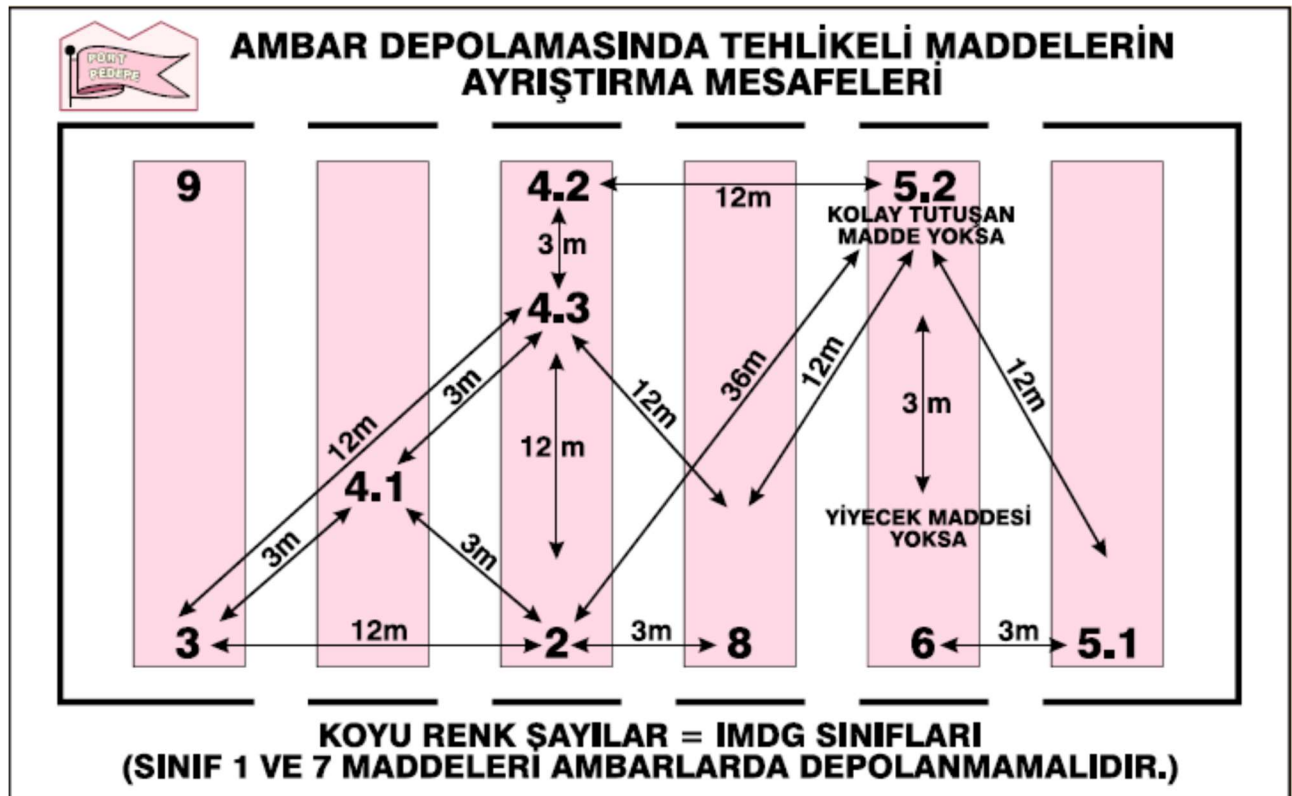 PORT
PEDEPE
AMBAR DEPOLAMASINDA TEHLİKELİ MADDELERİN
AYRIŞTIRMA MESAFELERİ
9
4.2
12m
5.2
KOLAY TUTUŞAN
MADDE YOKSA
3 m
4.3
12m
3m
12 m
12m
36m
12m
3 m
12m
4.1
3m
3m
YİYECEK MADDESİ
YOKSA
3
12m
2
3m
8
6
3m
5.1
KOYU RENK SAYILAR = IMDG SINIFLARI
(SINIF 1 VE 7 MADDELERİ AMBARLARDA DEPOLANMAMALIDIR.)